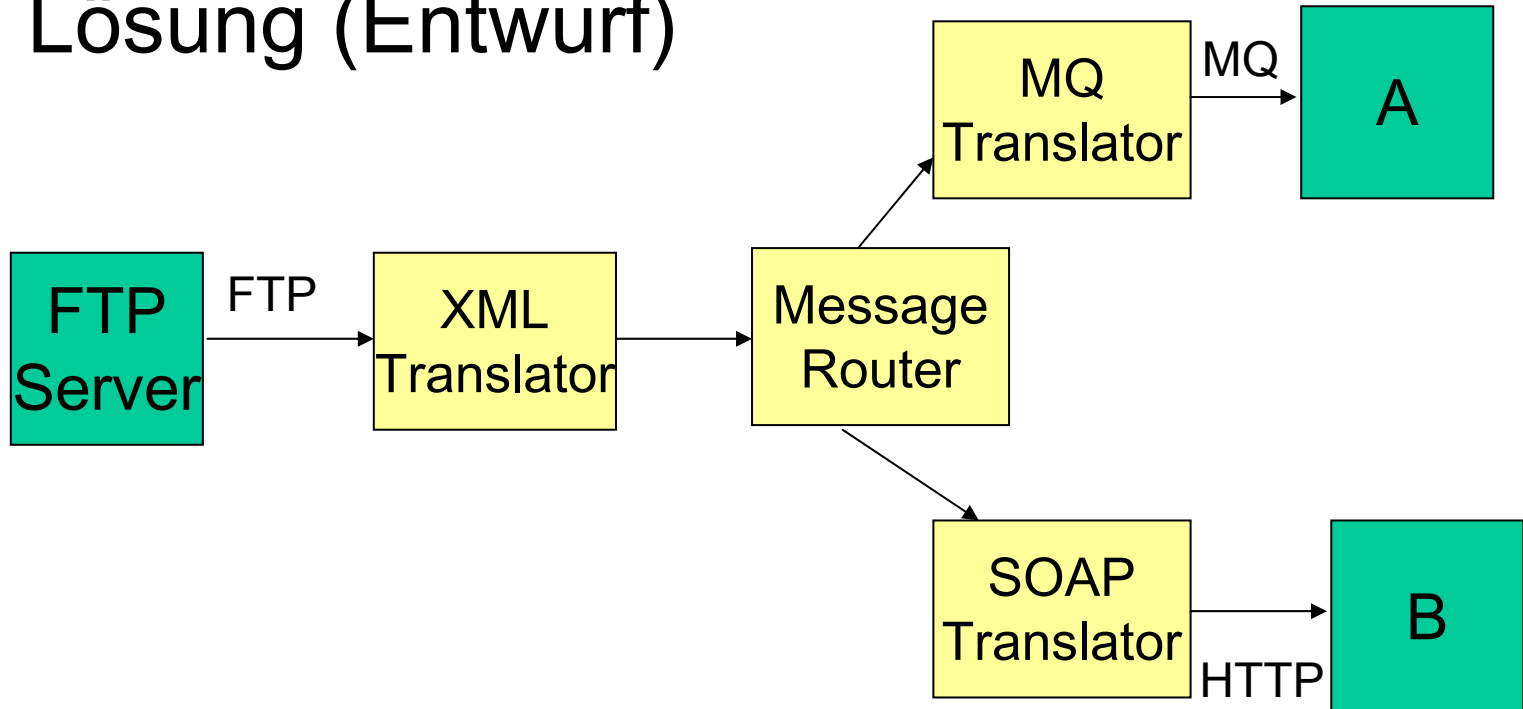 Lösung (Entwurf)
FTP
Server
FTP
XML
Translator
Message
Router
MQ
Translator
MQ
A
SOAP
Translator
HTTP
B